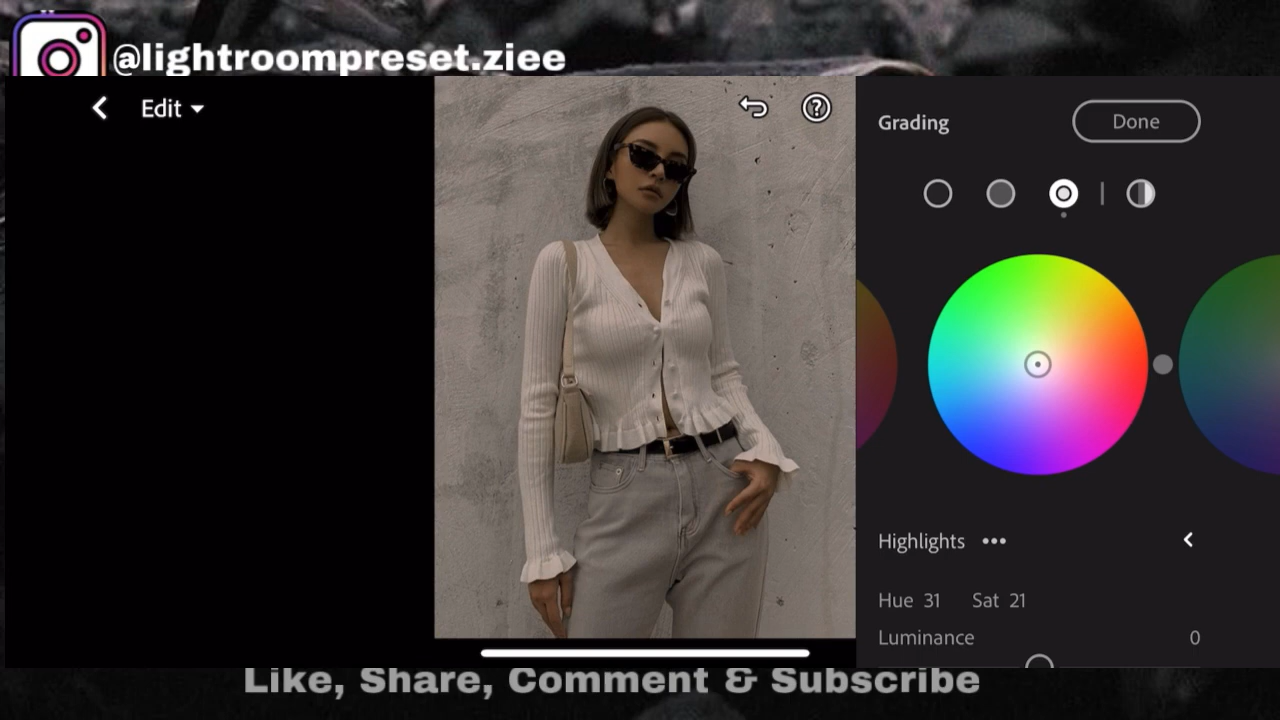 @lightroompreset.ziee
Edit
Grading
Done
Highlights
Hue 31 Sat 21
Luminance 0
Like, Share, Comment & Subscribe